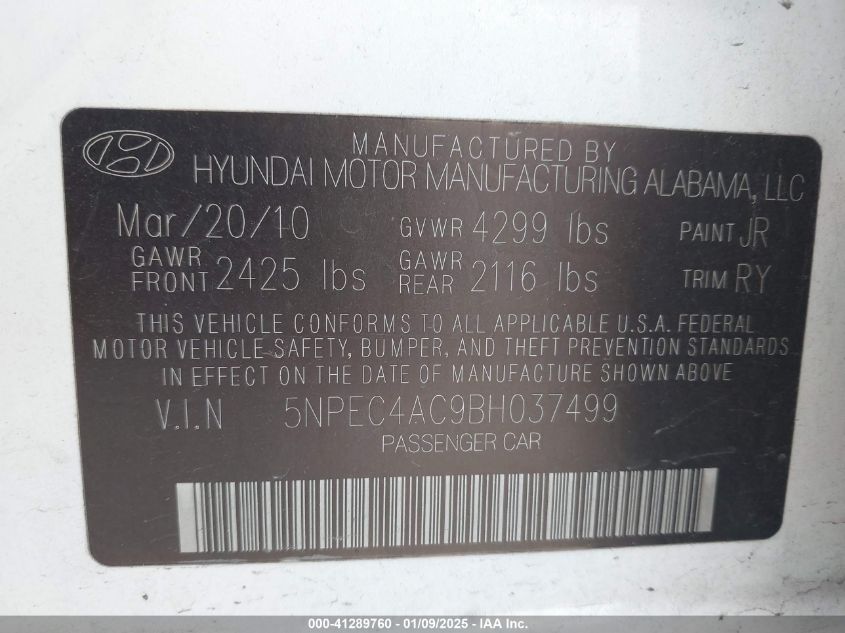 MANUFACTURED BY
HYUNDAI MOTOR MANUFACTURING ALABAMA, LLC
Mar/20/10 GVWR 4299 lbs PAINT JR
GAWR FRONT 2425 lbs GAWR REAR 2116 lbs TRIM RY
THIS VEHICLE CONFORMS TO ALL APPLICABLE U.S.A. FEDERAL
MOTOR VEHICLE SAFETY, BUMPER, AND THEFT PREVENTION STANDARDS
IN EFFECT ON THE DATE OF MANUFACTURE SHOWN ABOVE.
V.I.N 5NPEC4AC9BH037499
PASSENGER CAR
000-41289760 - 01/09/2025 - IAA Inc.